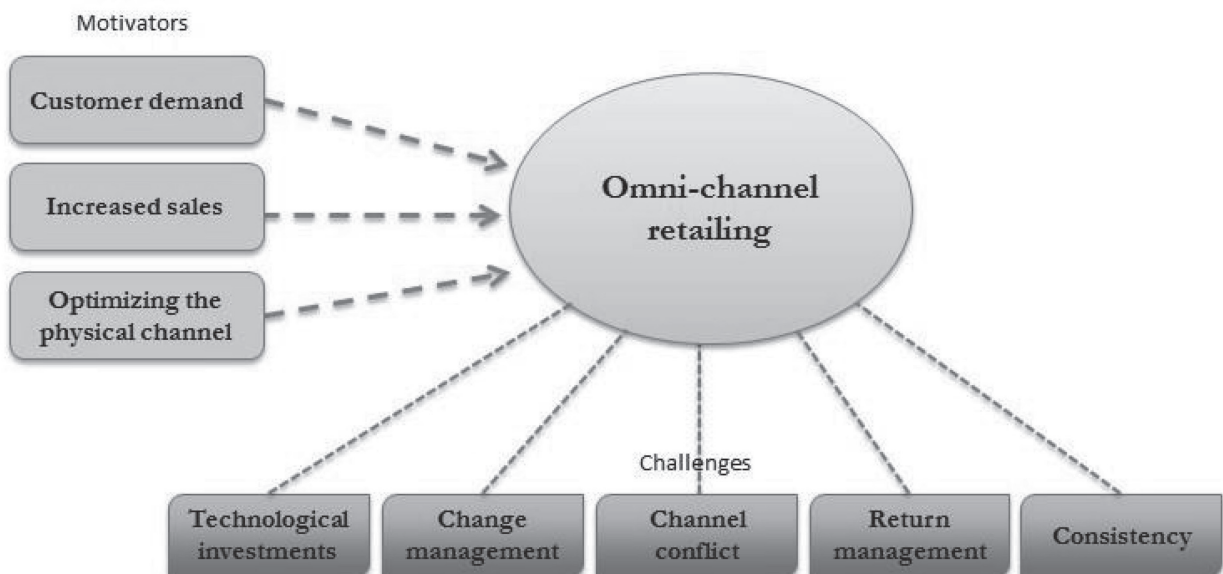 Motivators
Customer demand
Increased sales
Optimizing the
physical channel
Omni-channel
retailing
Challenges
Technological
investments
Change
management
Channel
conflict
Return
management
Consistency